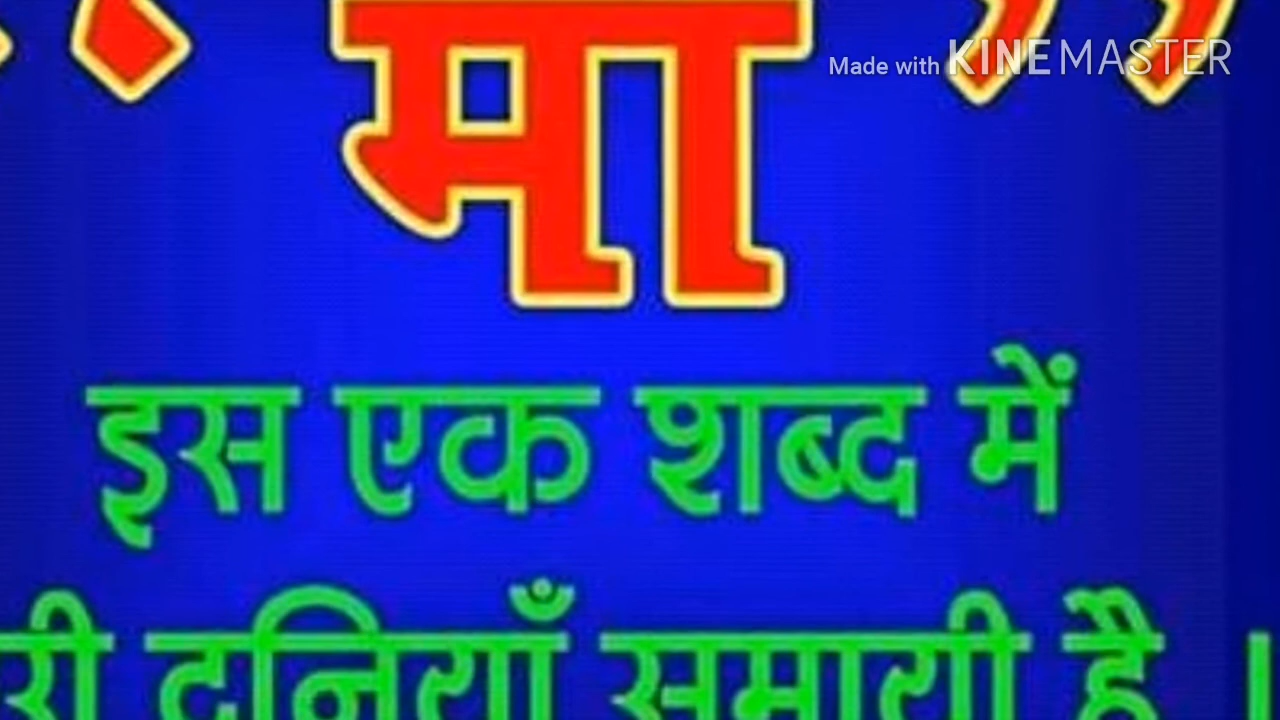 “ मा ”
Made with KINEMASTER
इस एक शब्द में
री दुनियाँ समायी है ।